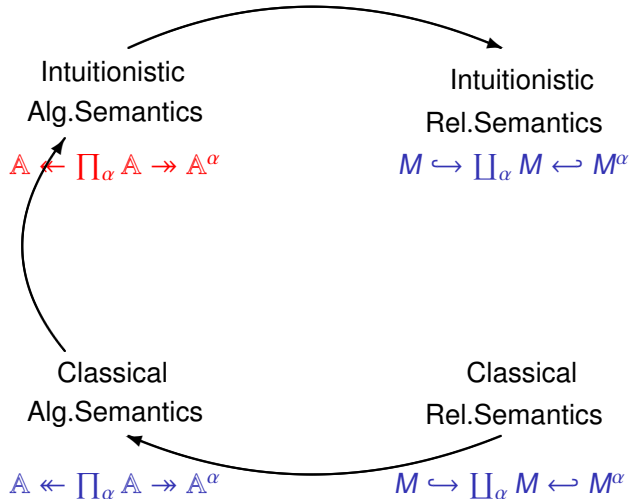 Intuitionistic
Alg.Semantics
𝔸 ↞ ∏α 𝔸 ↠ 𝔸^α
Intuitionistic
Rel.Semantics
M ↪ ∐α M ↩ M^α
Classical
Alg.Semantics
𝔸 ↞ ∏α 𝔸 ↠ 𝔸^α
Classical
Rel.Semantics
M ↪ ∐α M ↩ M^α